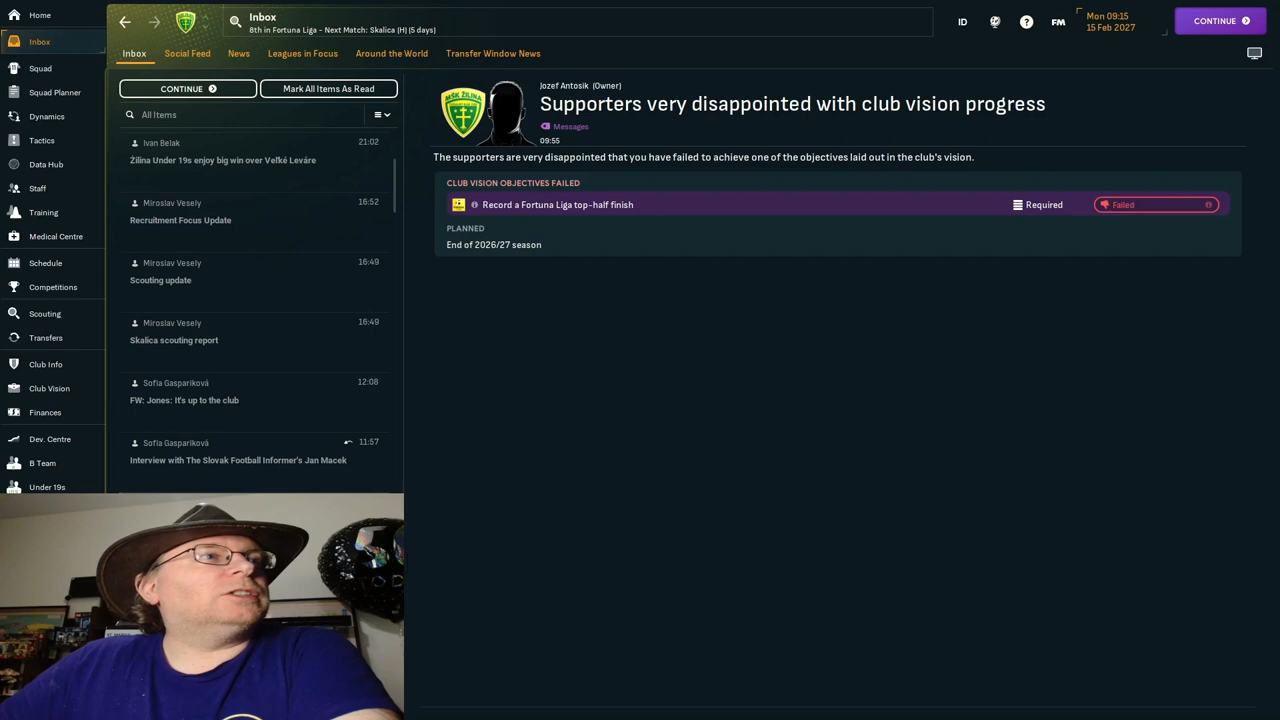 Home
Inbox
Squad
Squad Planner
Dynamics
Tactics
Data Hub
Staff
Training
Medical Centre
Schedule
Competitions
Scouting
Transfers
Club Info
Club Vision
Finances
Dev. Centre
B Team
Under 19s
Inbox
8th in Fortuna Liga - Next Match: Skalica (H) (5 days)
ID
FM
Mon 09:15
15 Feb 2027
CONTINUE
Inbox
Social Feed
News
Leagues in Focus
Around the World
Transfer Window News
CONTINUE
Mark All Items As Read
All Items
Ivan Belak 21:02
Žilina Under 19s enjoy big win over Veľké Leváre
Miroslav Vesely 16:52
Recruitment Focus Update
Miroslav Vesely 16:49
Scouting update
Miroslav Vesely 16:49
Skalica scouting report
Sofia Gaspariková 12:08
FW: Jones: It's up to the club
Sofia Gaspariková 11:57
Interview with The Slovak Football Informer's Jan Macek
MŠK ŽILINA
Jozef Antosik (Owner)
Supporters very disappointed with club vision progress
Messages
09:55
The supporters are very disappointed that you have failed to achieve one of the objectives laid out in the club's vision.
CLUB VISION OBJECTIVES FAILED
Record a Fortuna Liga top-half finish Required Failed
PLANNED
End of 2026/27 season